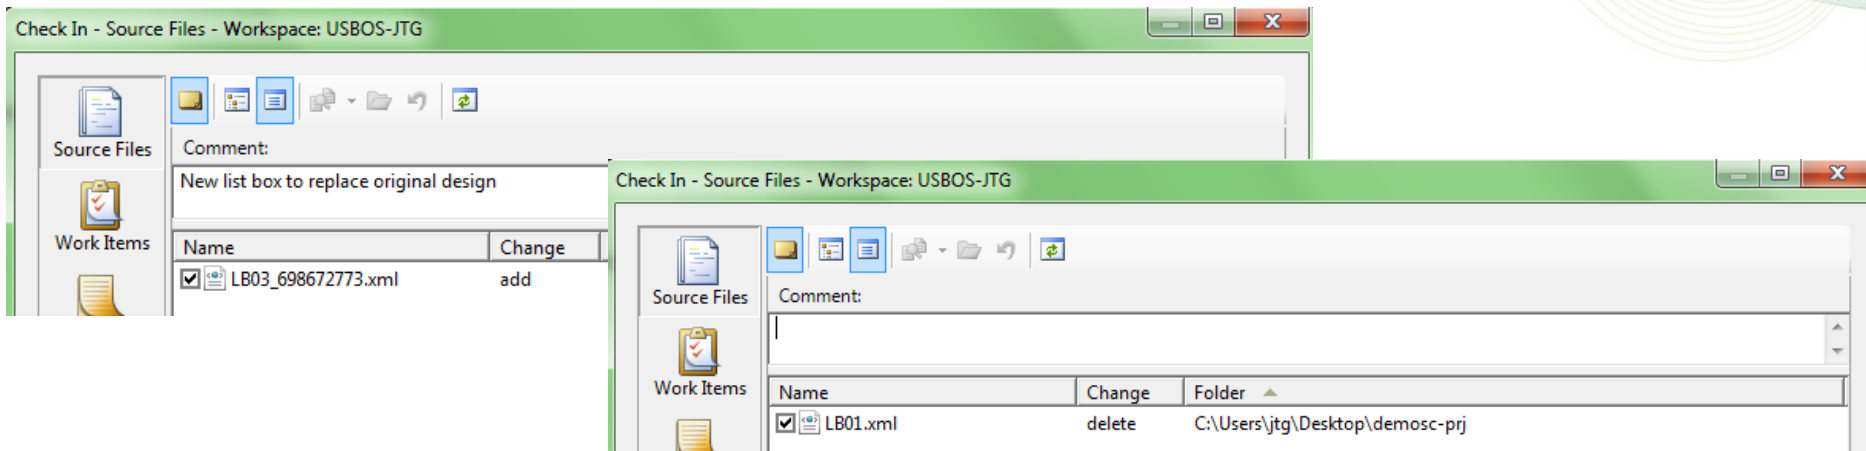 Check In - Source Files - Workspace: USBOS-JTG
Source Files
Comment:
New list box to replace original design
Work Items
Name Change
LB03_698672773.xml add
Check In - Source Files - Workspace: USBOS-JTG
Source Files
Comment:
Work Items
Name Change Folder
LB01.xml delete C:\Users\jtg\Desktop\demosc-prj